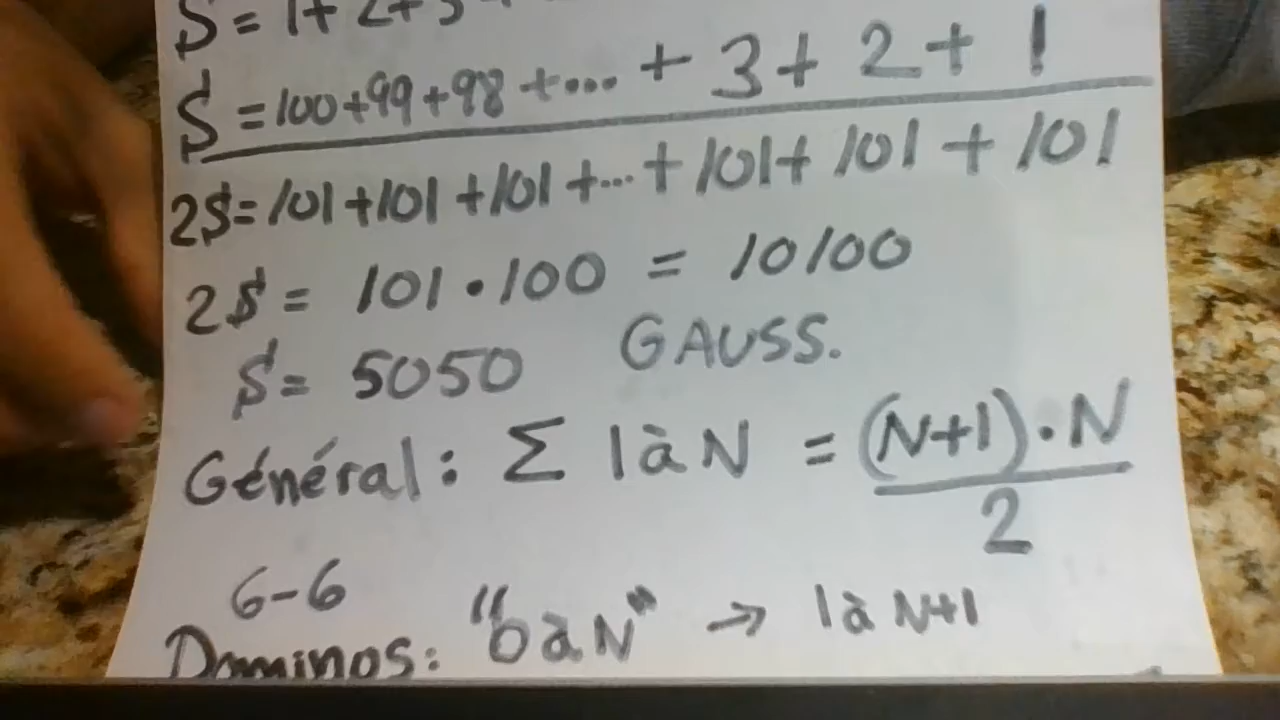 S = 1 + 2 + 3
S = 100 + 99 + 98 + ... + 3 + 2 + 1
2S = 101 + 101 + 101 + ... + 101 + 101 + 101
2S = 101 · 100 = 10100
S = 5050 GAUSS.
Général : Σ 1 à N = (N+1) · N / 2
6-6
Dominos : "0 à N" → 1 à N+1